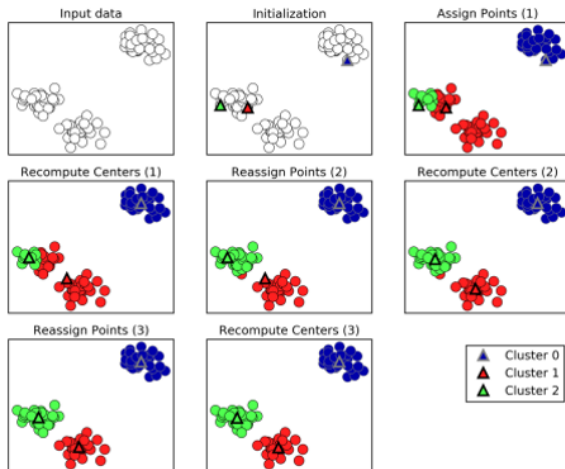 Input data
Initialization
Assign Points (1)
Recompute Centers (1)
Reassign Points (2)
Recompute Centers (2)
Reassign Points (3)
Recompute Centers (3)
Cluster 0
Cluster 1
Cluster 2